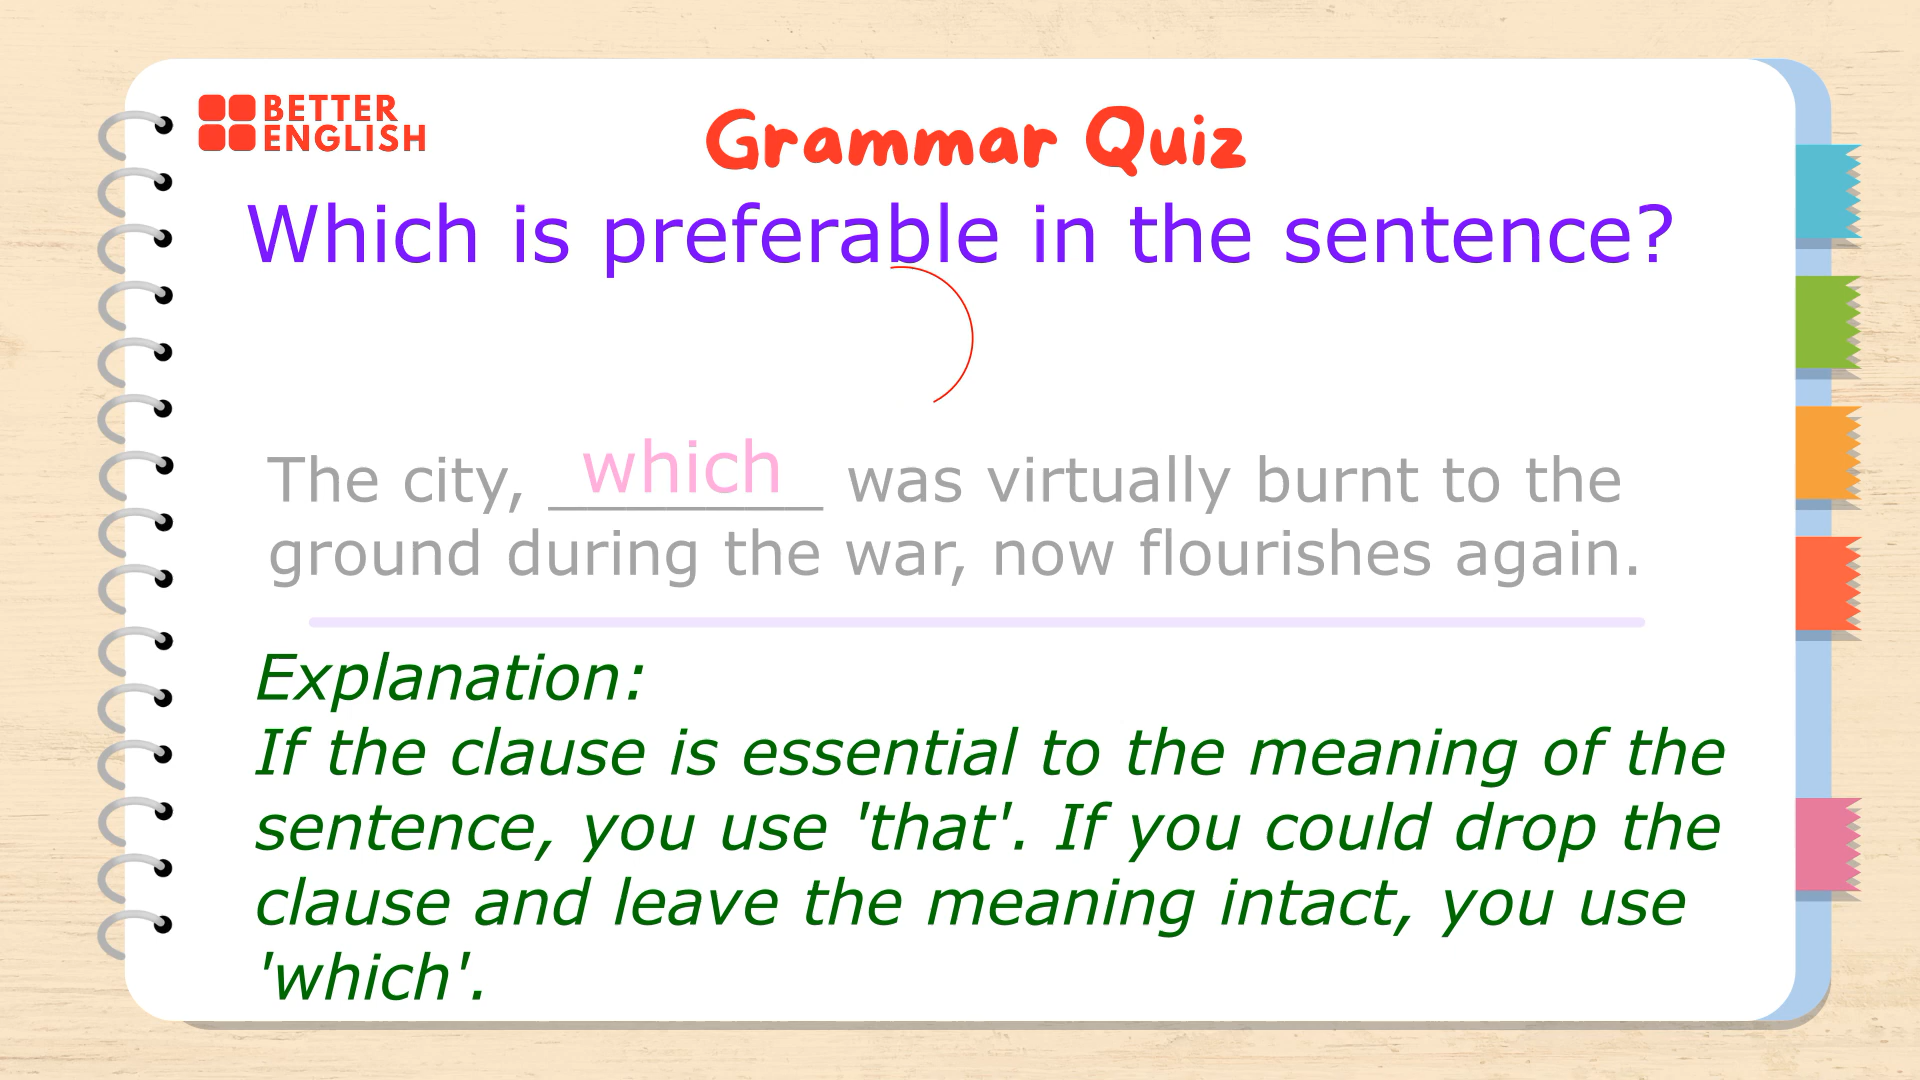 BETTER
ENGLISH
Grammar Quiz
Which is preferable in the sentence?
The city, which was virtually burnt to the
ground during the war, now flourishes again.
Explanation:
If the clause is essential to the meaning of the
sentence, you use 'that'. If you could drop the
clause and leave the meaning intact, you use
'which'.